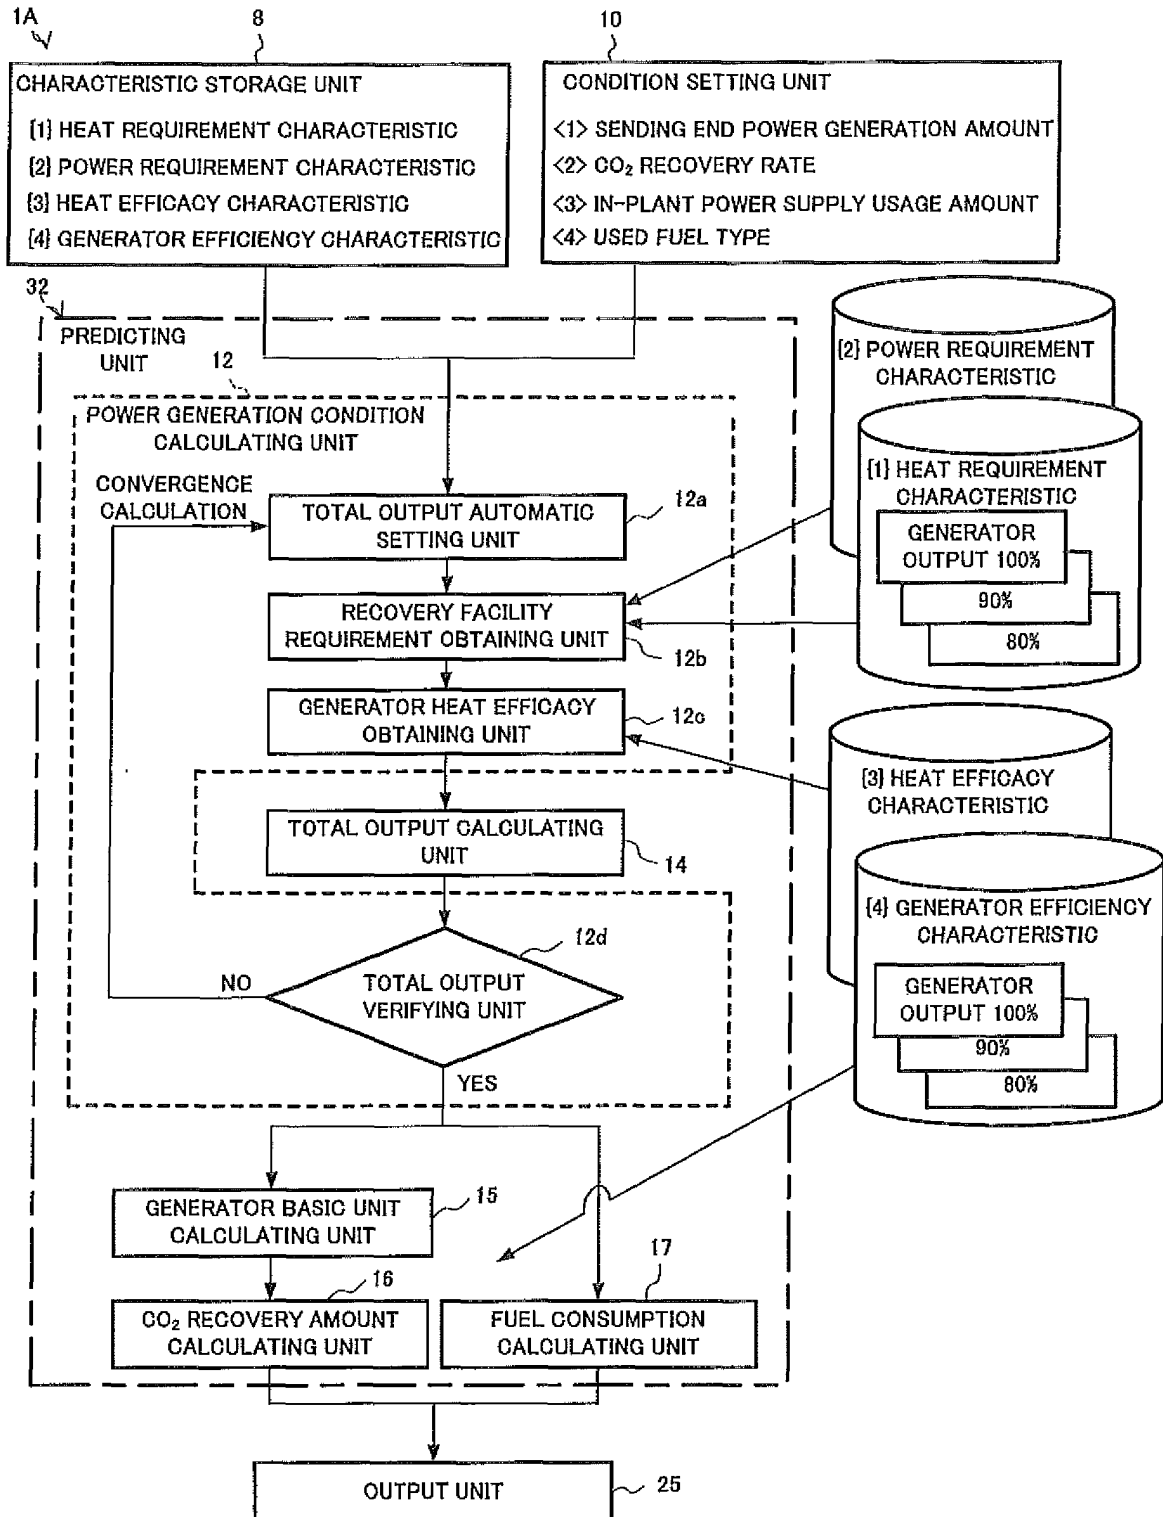 1A
8
10
CHARACTERISTIC STORAGE UNIT
[1] HEAT REQUIREMENT CHARACTERISTIC
[2] POWER REQUIREMENT CHARACTERISTIC
[3] HEAT EFFICACY CHARACTERISTIC
[4] GENERATOR EFFICIENCY CHARACTERISTIC
CONDITION SETTING UNIT
<1> SENDING END POWER GENERATION AMOUNT
<2> CO₂ RECOVERY RATE
<3> IN-PLANT POWER SUPPLY USAGE AMOUNT
<4> USED FUEL TYPE
32
PREDICTING
UNIT
12
POWER GENERATION CONDITION
CALCULATING UNIT
CONVERGENCE
CALCULATION
TOTAL OUTPUT AUTOMATIC
SETTING UNIT
12a
RECOVERY FACILITY
REQUIREMENT OBTAINING UNIT
12b
GENERATOR HEAT EFFICACY
OBTAINING UNIT
12c
TOTAL OUTPUT CALCULATING
UNIT
14
12d
TOTAL OUTPUT
VERIFYING UNIT
NO
YES
[2] POWER REQUIREMENT
CHARACTERISTIC
[1] HEAT REQUIREMENT
CHARACTERISTIC
GENERATOR
OUTPUT 100%
90%
80%
[3] HEAT EFFICACY
CHARACTERISTIC
[4] GENERATOR EFFICIENCY
CHARACTERISTIC
GENERATOR
OUTPUT 100%
90%
80%
GENERATOR BASIC UNIT
CALCULATING UNIT
15
16
CO₂ RECOVERY AMOUNT
CALCULATING UNIT
17
FUEL CONSUMPTION
CALCULATING UNIT
OUTPUT UNIT
25